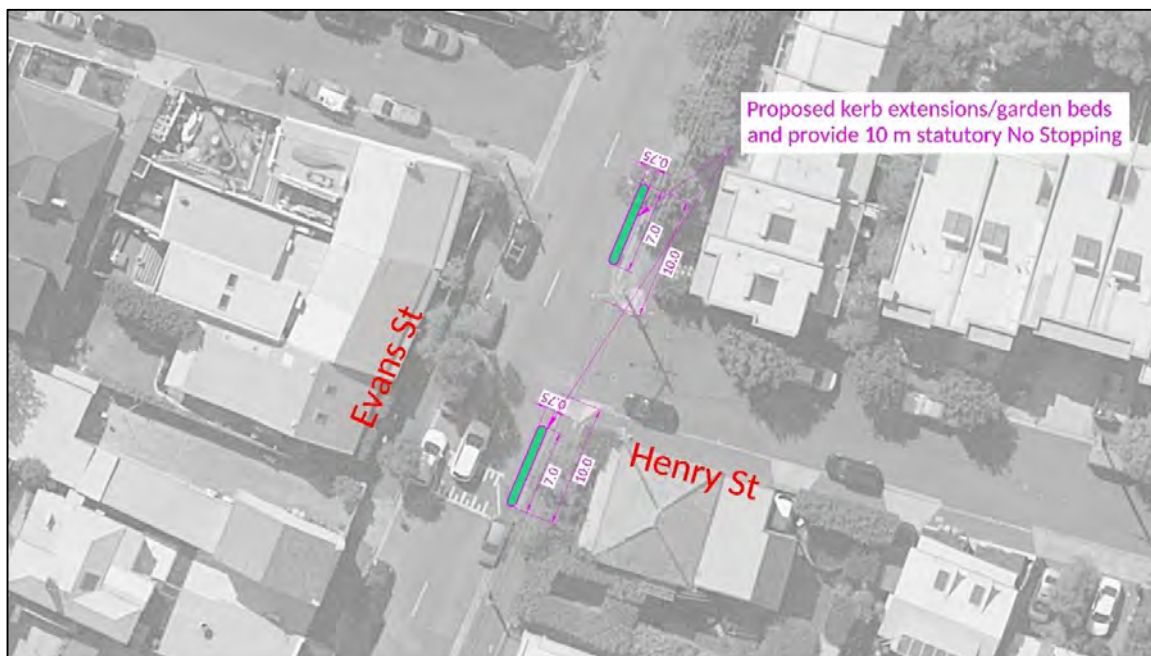 Proposed kerb extensions/garden beds
and provide 10 m statutory No Stopping
0.75
7.0
10.0
Evans St
0.75
7.0
10.0
Henry St